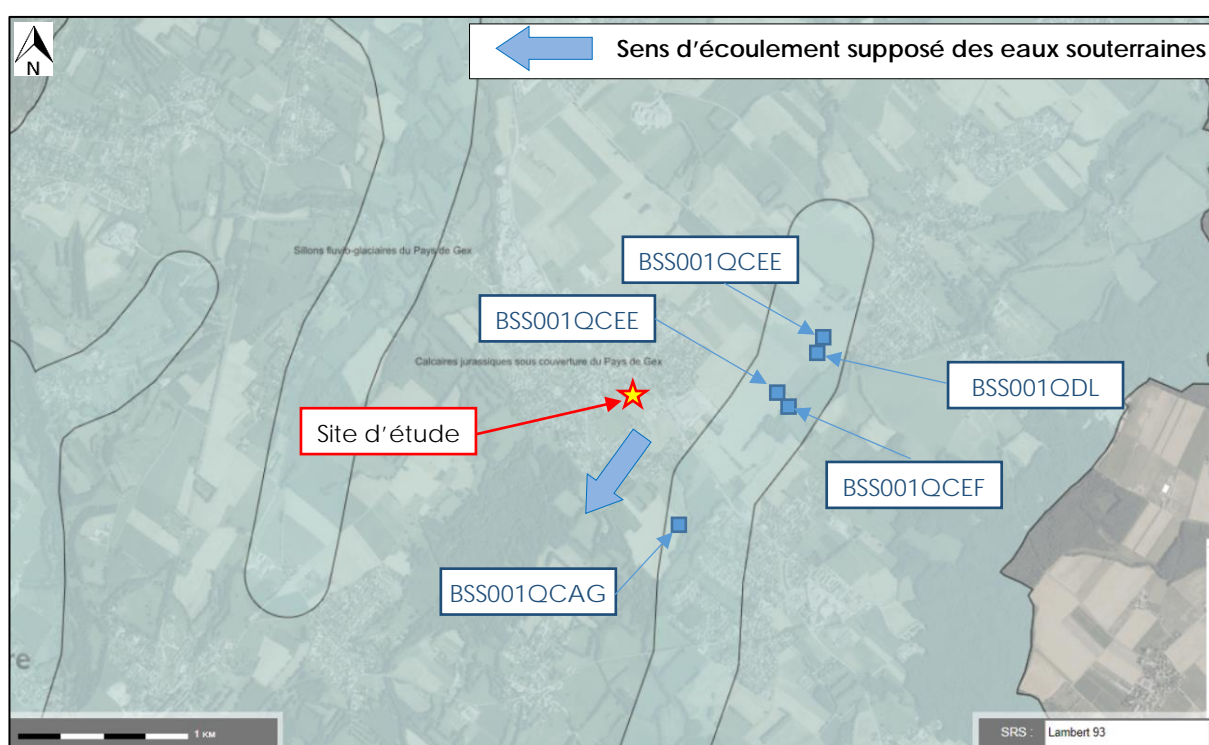 N
Sens d'écoulement supposé des eaux souterraines
Sillons fluvio-glaciaires du Pays de Gex
BSS001QCEE
BSS001QCEE
Calcaires jurassiques sous couverture du Pays de Gex
BSS001QDL
Site d'étude
BSS001QCEF
BSS001QCAG
re
1 KM
SRS :
Lambert 93